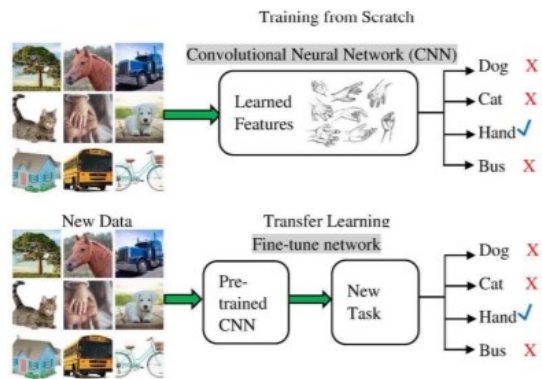 Training from Scratch
Convolutional Neural Network (CNN)
Learned
Features
Dog X
Cat X
Hand
Bus X
New Data
Transfer Learning
Fine-tune network
Pre-
trained
CNN
New
Task
Dog X
Cat X
Hand
Bus X